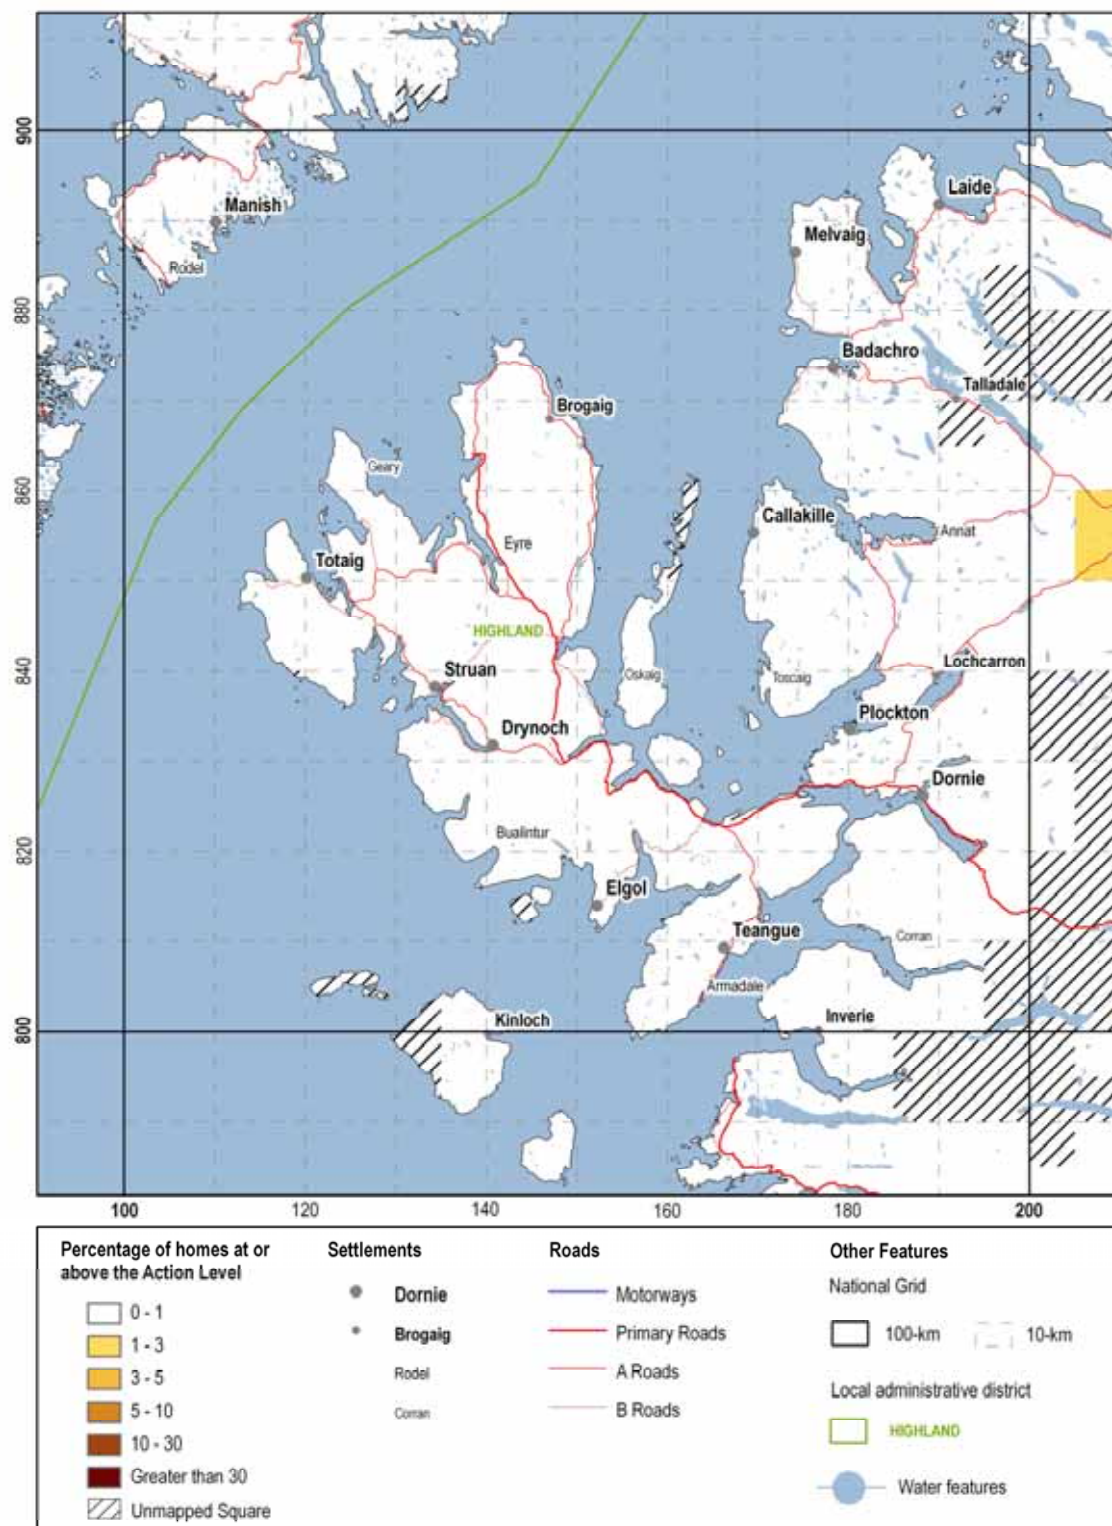 900
Manish
Rodel
Laide
Melvaig
880
Badachro
Talladale
Brogaig
Geary
860
Callakille
Annat
Eyre
Totaig
HIGHLAND
840
Struan
Oskaig
Toscaig
Lochcarron
Plockton
Drynoch
Dornie
820
Bualintur
Elgol
Teangue
Corran
Armadale
800
Kinloch
Inverie
100 120 140 160 180 200
Percentage of homes at or
above the Action Level
0 - 1
1 - 3
3 - 5
5 - 10
10 - 30
Greater than 30
Unmapped Square
Settlements
Dornie
Brogaig
Rodel
Corran
Roads
Motorways
Primary Roads
A Roads
B Roads
Other Features
National Grid
100-km 10-km
Local administrative district
HIGHLAND
Water features